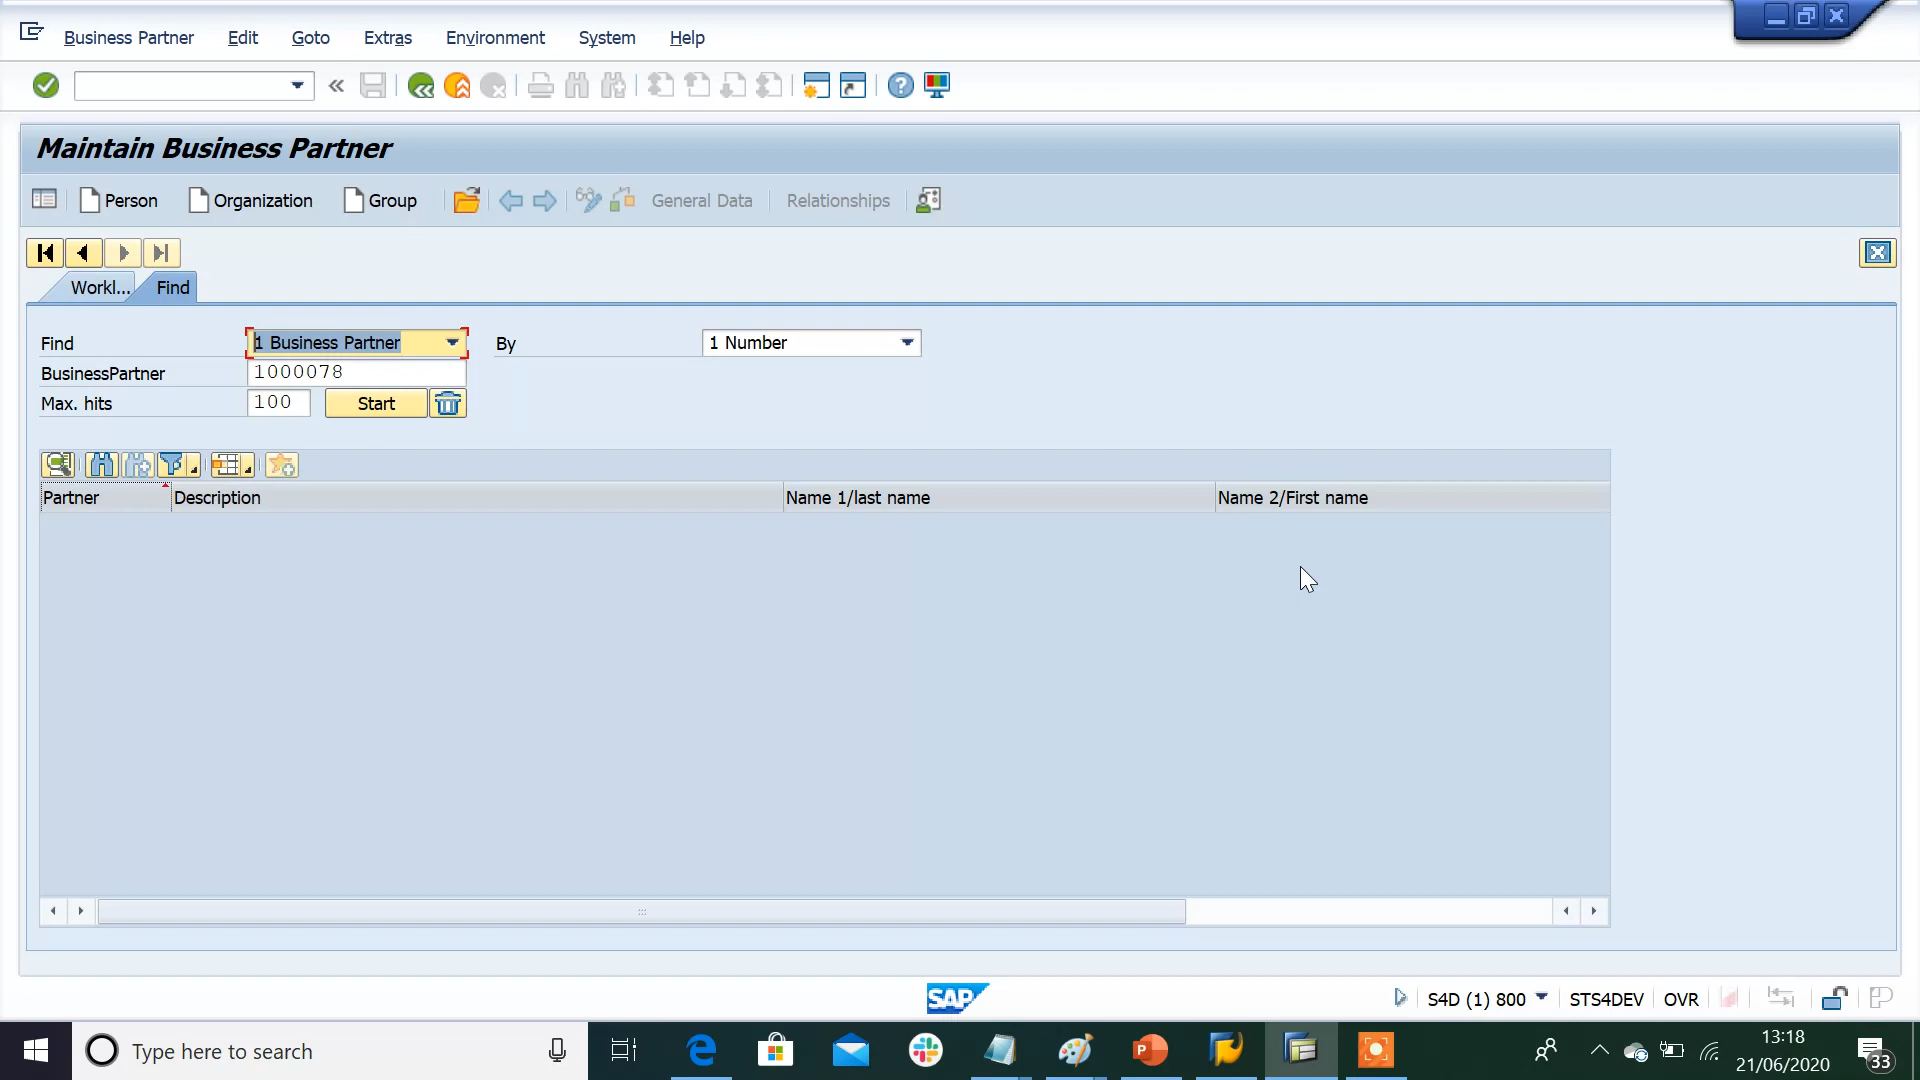 Business Partner Edit Goto Extras Environment System Help
Maintain Business Partner
Person Organization Group General Data Relationships
Workl... Find
Find 1 Business Partner By 1 Number
BusinessPartner 1000078
Max. hits 100 Start
Partner Description Name 1/last name Name 2/First name
SAP S4D (1) 800 STS4DEV OVR
Type here to search
13:18
21/06/2020
33